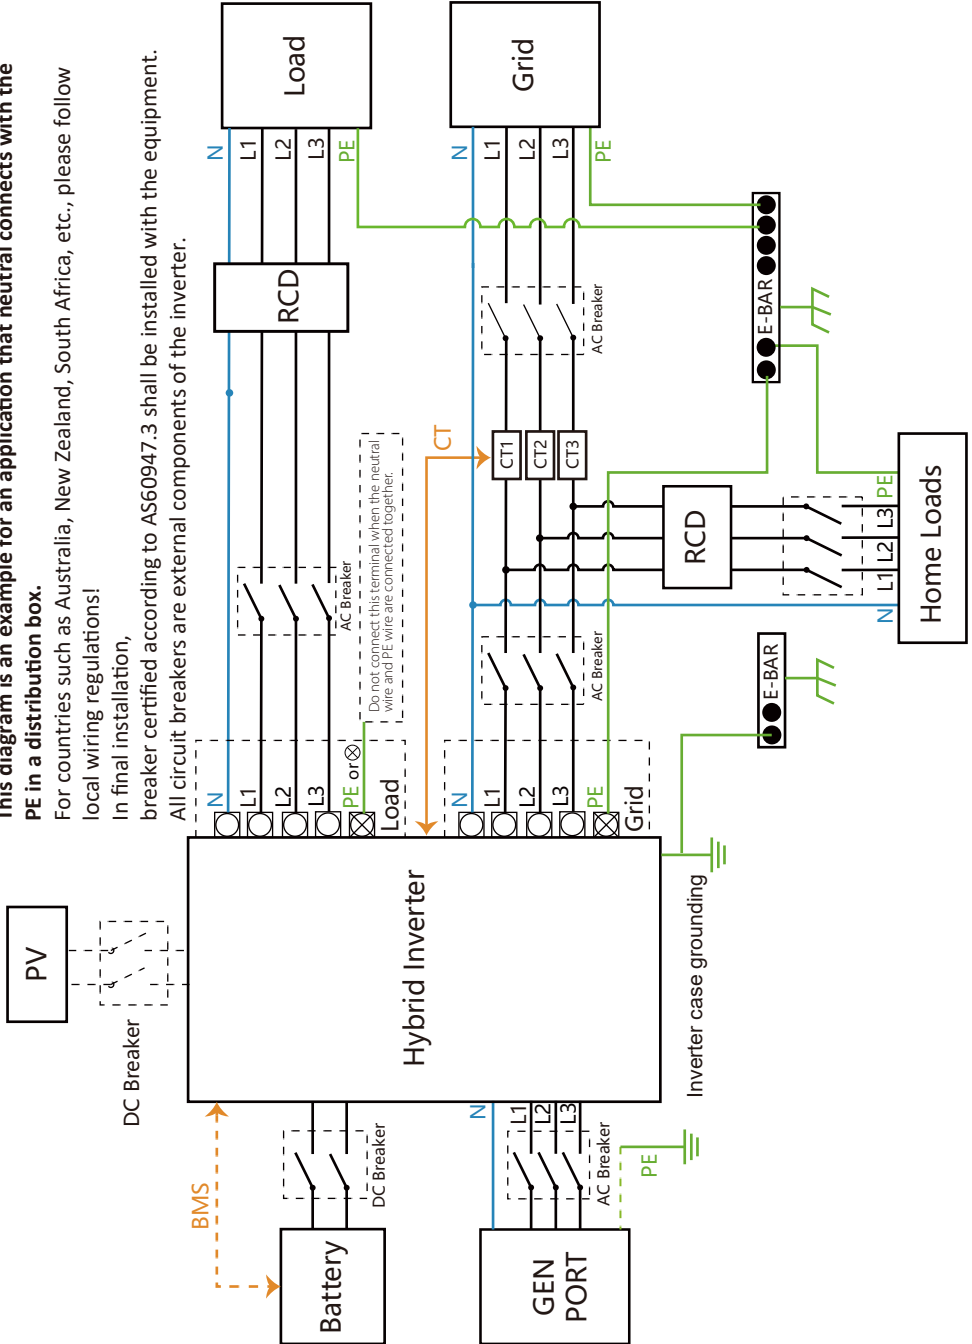 This diagram is an example for an application that neutral connects with the
PE in a distribution box.
For countries such as Australia, New Zealand, South Africa, etc., please follow
local wiring regulations!
In final installation,
breaker certified according to AS60947.3 shall be installed with the equipment.
All circuit breakers are external components of the inverter.
PV
DC Breaker
BMS
Battery
DC Breaker
Hybrid Inverter
N
L1
L2
L3
PE or
Load
AC Breaker
Do not connect this terminal when the neutral
wire and PE wire are connected together.
RCD
N
L1
L2
L3
PE
Load
GEN
PORT
N
L1
L2
L3
AC Breaker
PE
Inverter case grounding
N
L1
L2
L3
PE
Grid
AC Breaker
CT
CT1
CT2
CT3
AC Breaker
N
L1
L2
L3
PE
Grid
E-BAR
RCD
E-BAR
N
L1
L2
L3
PE
Home Loads